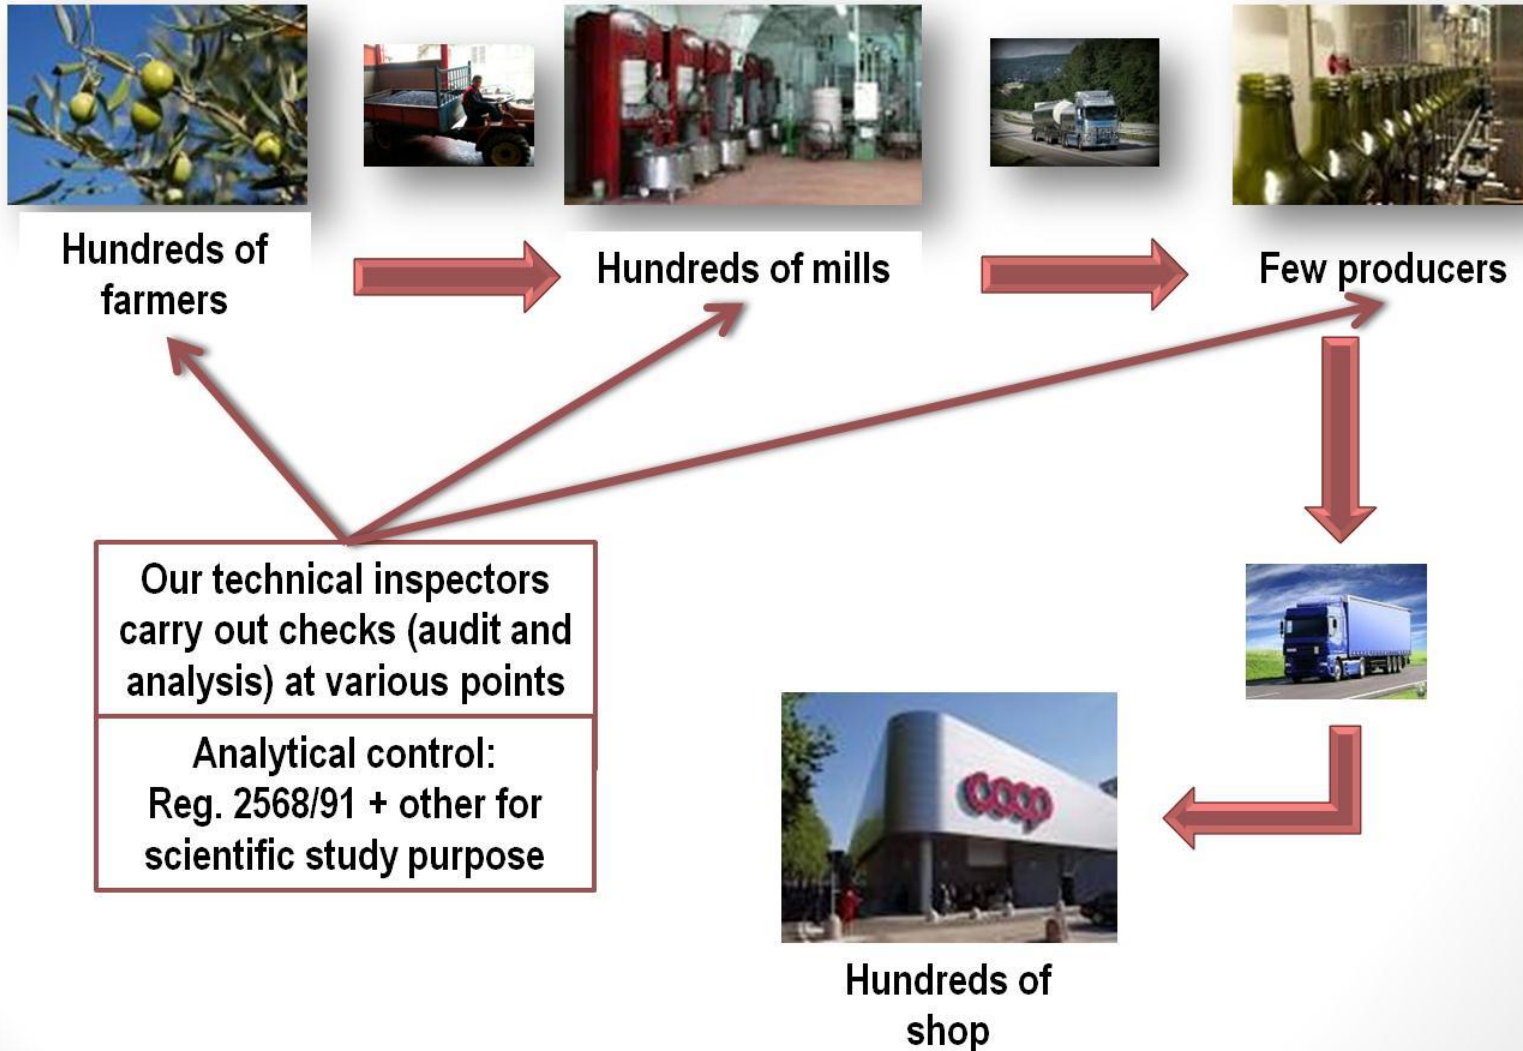 Hundreds of
farmers
Hundreds of mills
Few producers
Our technical inspectors
carry out checks (audit and
analysis) at various points
Analytical control:
Reg. 2568/91 + other for
scientific study purpose
coop
Hundreds of
shop